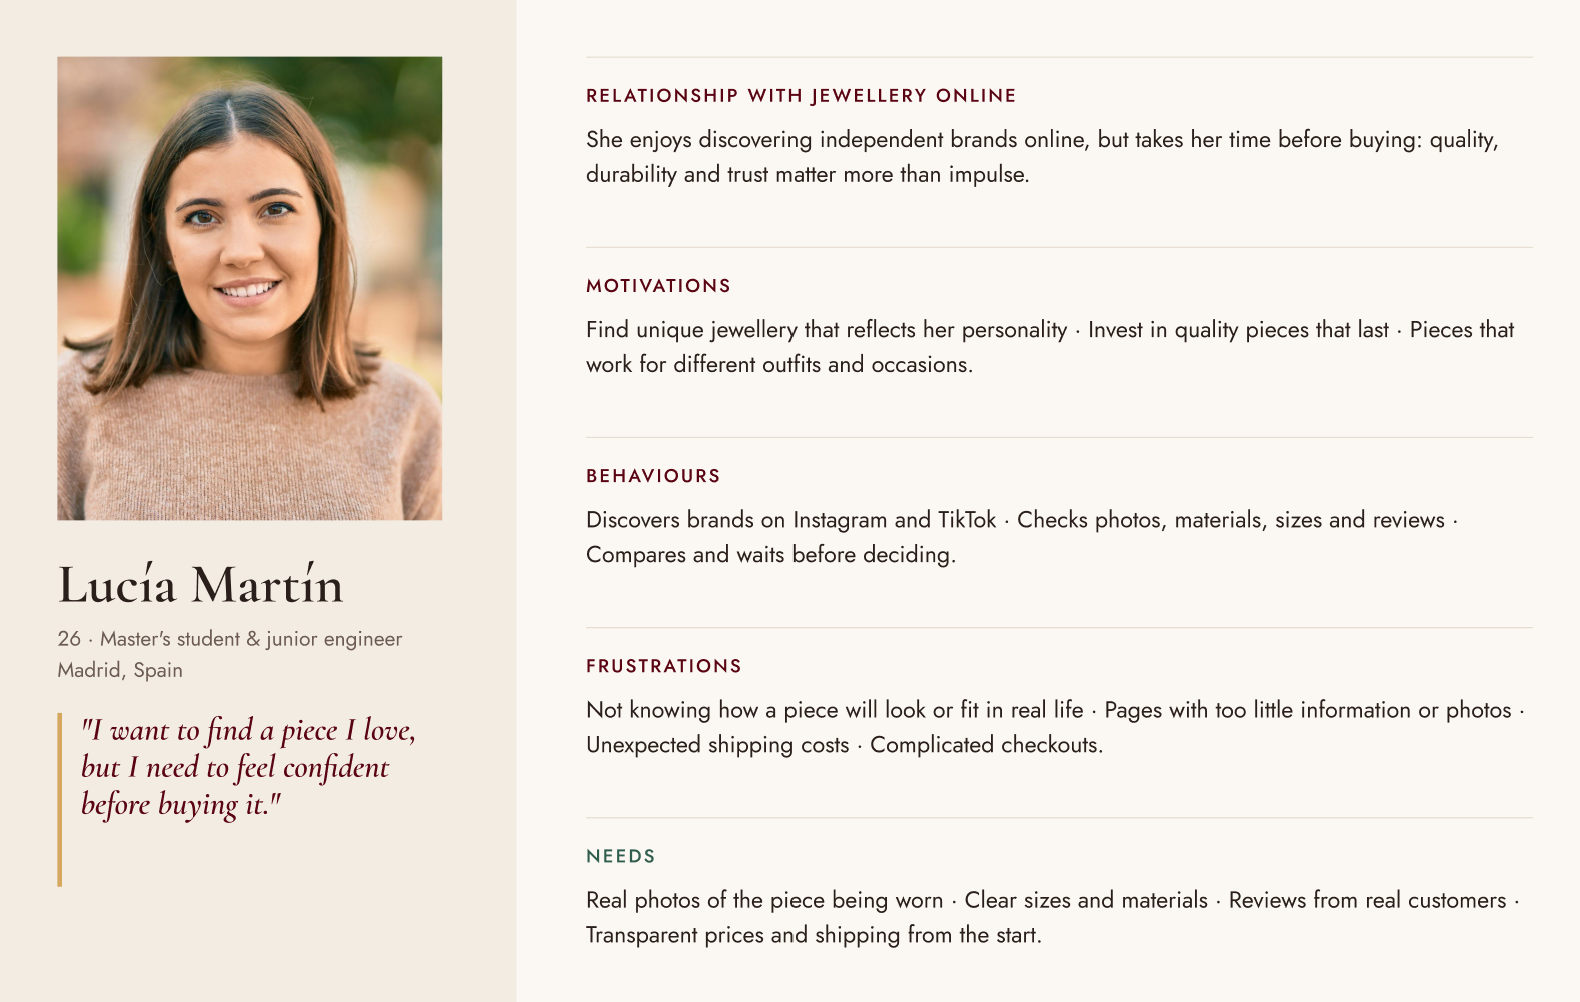 Lucía Martín
26 · Master's student & junior engineer
Madrid, Spain
"I want to find a piece I love,
but I need to feel confident
before buying it."
RELATIONSHIP WITH JEWELLERY ONLINE
She enjoys discovering independent brands online, but takes her time before buying: quality,
durability and trust matter more than impulse.
MOTIVATIONS
Find unique jewellery that reflects her personality · Invest in quality pieces that last · Pieces that
work for different outfits and occasions.
BEHAVIOURS
Discovers brands on Instagram and TikTok · Checks photos, materials, sizes and reviews ·
Compares and waits before deciding.
FRUSTRATIONS
Not knowing how a piece will look or fit in real life · Pages with too little information or photos ·
Unexpected shipping costs · Complicated checkouts.
NEEDS
Real photos of the piece being worn · Clear sizes and materials · Reviews from real customers ·
Transparent prices and shipping from the start.